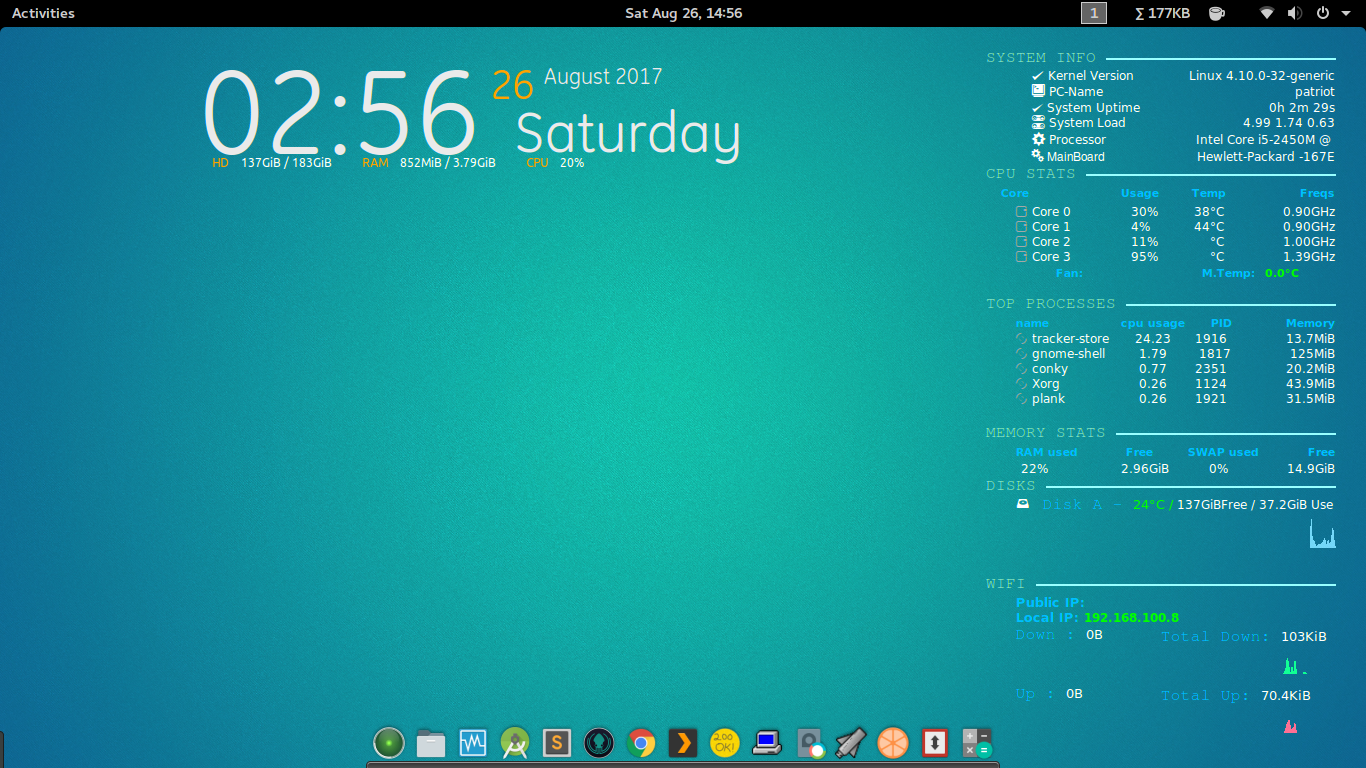 Activities Sat Aug 26, 14:56 1 Σ 177KB
02:56 26 August 2017
Saturday
HD 137GiB / 183GiB RAM 852MiB / 3.79GiB CPU 20%
SYSTEM INFO
Kernel Version Linux 4.10.0-32-generic
PC-Name patriot
System Uptime 0h 2m 29s
System Load 4.99 1.74 0.63
Processor Intel Core i5-2450M @
MainBoard Hewlett-Packard -167E
CPU STATS
Core Usage Temp Freqs
Core 0 30% 38°C 0.90GHz
Core 1 4% 44°C 0.90GHz
Core 2 11% °C 1.00GHz
Core 3 95% °C 1.39GHz
Fan: M.Temp: 0.0°C
TOP PROCESSES
name cpu usage PID Memory
tracker-store 24.23 1916 13.7MiB
gnome-shell 1.79 1817 125MiB
conky 0.77 2351 20.2MiB
Xorg 0.26 1124 43.9MiB
plank 0.26 1921 31.5MiB
MEMORY STATS
RAM used Free SWAP used Free
22% 2.96GiB 0% 14.9GiB
DISKS
Disk A - 24°C / 137GiBFree / 37.2GiB Use
WIFI
Public IP:
Local IP: 192.168.100.8
Down : 0B Total Down: 103KiB
Up : 0B Total Up: 70.4KiB
S 2.00 OK!